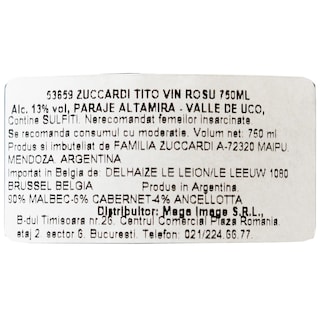 53659 ZUCCARDI TITO VIN ROSU 750ML
Alc. 13% vol, PARAJE ALTAMIRA - VALLE DE UCO,
Contine SULFITI. Nerecomandat femeilor insarcinate
Se recomanda consumul cu moderatie. Volum net: 750 ml
Produs si imbuteliat de FAMILIA ZUCCARDI A-72320 MAIPU,
MENDOZA ARGENTINA
Importat in Belgia de: DELHAIZE LE LEION/LE LEEUW 1080
BRUSSEL BELGIA Produs in Argentina.
90% MALBEC-6% CABERNET-4% ANCELLOTTA
Distribuitor: Mega Image S.R.L.,
B-dul Timisoara nr.26. Centrul Comercial Plaza Romania
etaj 2. sector 6. Bucuresti. Telefon: 021/224.66.77.